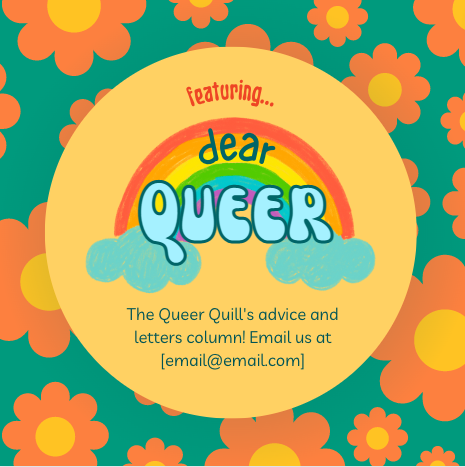 featuring...
dear
QUEER
The Queer Quill's advice and
letters column! Email us at
[email@email.com]